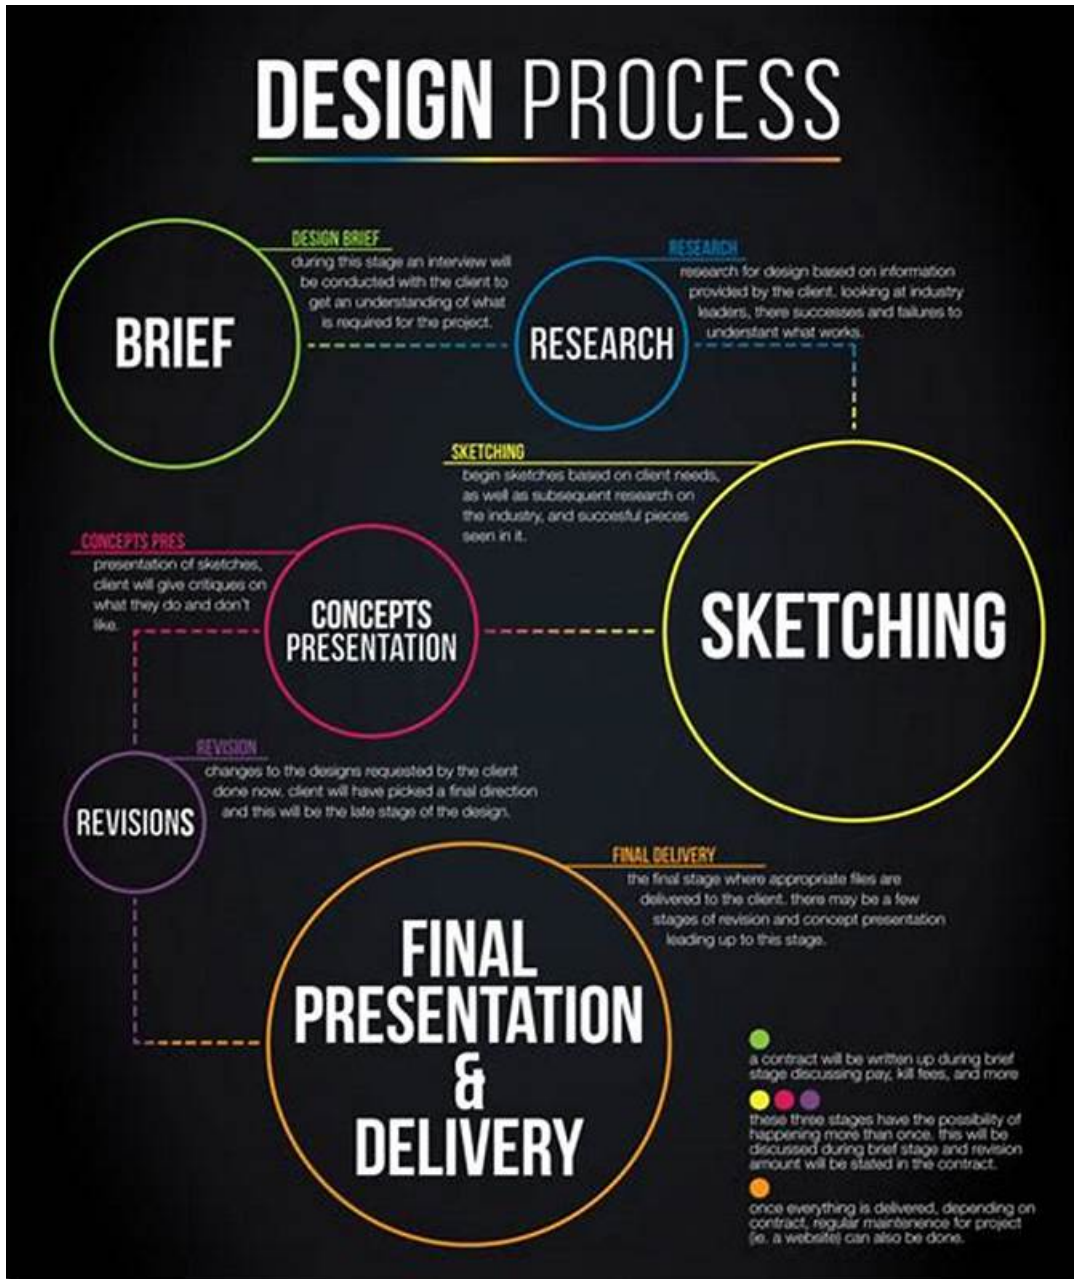 DESIGN PROCESS
BRIEF
DESIGN BRIEF
during this stage an interview will
be conducted with the client to
get an understanding of what
is required for the project.
RESEARCH
RESEARCH
research for design based on information
provided by the client. looking at industry
leaders, there successes and failures to
understant what works.
SKETCHING
begin sketches based on client needs,
as well as subsequent research on
the industry, and succesful pieces
seen in it.
SKETCHING
CONCEPTS PRES
presentation of sketches,
client will give critiques on
what they do and don't
like.
CONCEPTS
PRESENTATION
REVISION
changes to the designs requested by the client
done now. client will have picked a final direction
and this will be the late stage of the design.
REVISIONS
FINAL DELIVERY
the final stage where appropriate files are
delivered to the client. there may be a few
stages of revision and concept presentation
leading up to this stage.
FINAL
PRESENTATION
&
DELIVERY
a contract will be written up during brief
stage discussing pay, kill fees, and more
these three stages have the possibility of
happening more than once. this will be
discussed during brief stage and revision
amount will be stated in the contract.
once everything is delivered, depending on
contract, regular maintenence for project
(ie. a website) can also be done.